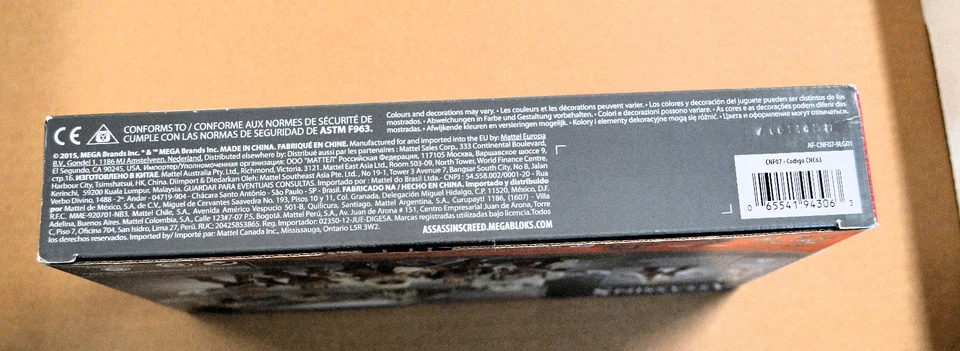 CE
CONFORMS TO / CONFORME AUX NORMES DE SÉCURITÉ DE
CUMPLE CON LAS NORMAS DE SEGURIDAD DE ASTM F963.
Colours and decorations may vary. • Les couleurs et les décorations peuvent varier. • Los colores y decoración del juguete pueden ser distintos de los
mostrados. • Abweichungen in Farbe und Gestaltung vorbehalten. • Colori e decorazioni possono variare. • As cores e as decorações podem diferir das
mostradas. • Afwijkende kleuren en versieringen mogelijk. • Kolory i elementy dekoracyjne mogą się różnić. • Цвета и оформление могут отличаться.
© 2015, MEGA Brands Inc. ® & ™ MEGA Brands Inc. MADE IN CHINA. FABRIQUÉ EN CHINE. Manufactured for and imported into the EU by: Mattel Europa
B.V., Gondel 1, 1186 MJ Amstelveen, Nederland. Distributed elsewhere by: Distribué aussi par les partenaires : Mattel Sales Corp., 333 Continental Boulevard,
El Segundo, CA 90245, USA. Импортер/Уполномоченная организация: ООО "МАТТЕЛ" Российская Федерация, 117105 Москва, Варшавское шоссе 9,
стр.1Б. ИЗГОТОВЛЕНО В КИТАЕ. Mattel Australia Pty. Ltd., Richmond, Victoria. 3121. Mattel East Asia Ltd., Room 503-09, North Tower, World Finance Centre,
Harbour City, Tsimshatsui, HK, China. Diimport & Diedarkan Oleh: Mattel Southeast Asia Pte. Ltd., No 19-1, Tower 3 Avenue 7, Bangsar South City, No 8, Jalan
Kerinchi, 59200 Kuala Lumpur, Malaysia. GUARDAR PARA EVENTUAIS CONSULTAS. Importado por : Mattel do Brasil Ltda.- CNPJ : 54.558.002/0001-20 - Rua
Verbo Divino, 1488 - 2º. Andar - 04719-904 - Chácara Santo Antônio - São Paulo - SP - Brasil. FABRICADO NA / HECHO EN CHINA. Importado y distribuido
por Mattel de México, S.A. de C.V., Miguel de Cervantes Saavedra No. 193, Pisos 10 y 11, Col. Granada, Delegación Miguel Hidalgo, C.P. 11520, México, D.F.
R.F.C. MME-920701-NB3. Mattel Chile, S.A., Avenida Américo Vespucio 501-B, Quilicura, Santiago. Mattel Argentina, S.A., Curupaytí 1186, (1607) - Villa
Adelina, Buenos Aires. Mattel Colombia, S.A., Calle 123#7-07 P.5, Bogotá. Mattel Perú, S.A., Av. Juan de Arona # 151, Centro Empresarial Juan de Arona, Torre
C, Piso 7, Oficina 704, San Isidro, Lima 27, Perú. RUC: 20425853865. Reg. Importador: 02350-12-JUE-DIGESA. Marcas registradas utilizadas bajo licencia. Todos
los derechos reservados. Imported by/ Importé par : Mattel Canada Inc., Mississauga, Ontario L5R 3W2.
ASSASSINSCREED.MEGABLOKS.COM
AF-CNF07-9LG01
CNF07 • Codigo CNC63
0 65541 94306 3